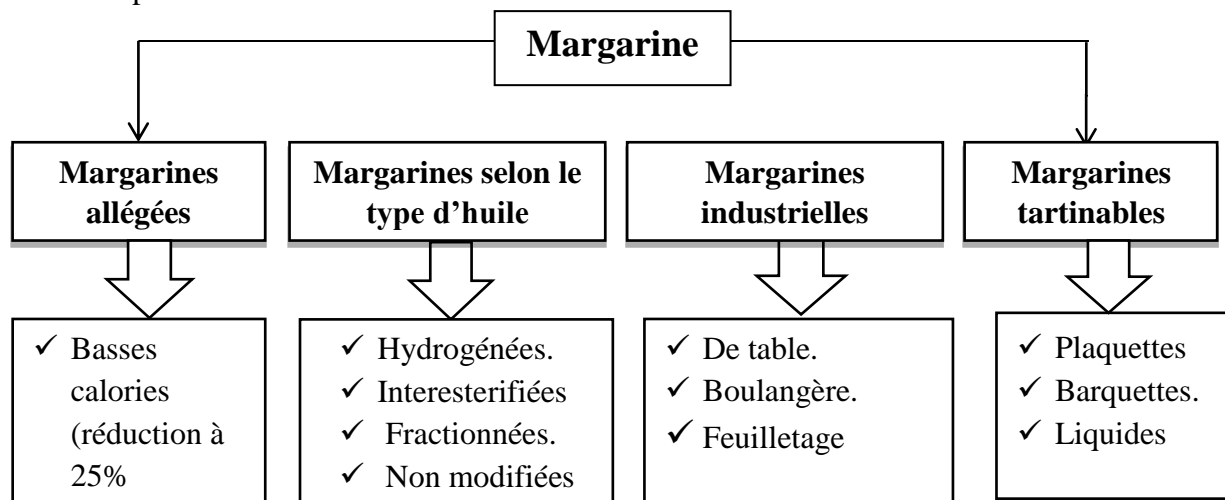 Margarine
Margarines
allégées
Margarines selon le
type d’huile
Margarines
industrielles
Margarines
tartinables
✓ Basses
calories
(réduction à
25%
✓ Hydrogénées.
✓ Interesterifiées
✓ Fractionnées.
✓ Non modifiées
✓ De table.
✓ Boulangère.
✓ Feuilletage
✓ Plaquettes
✓ Barquettes.
✓ Liquides